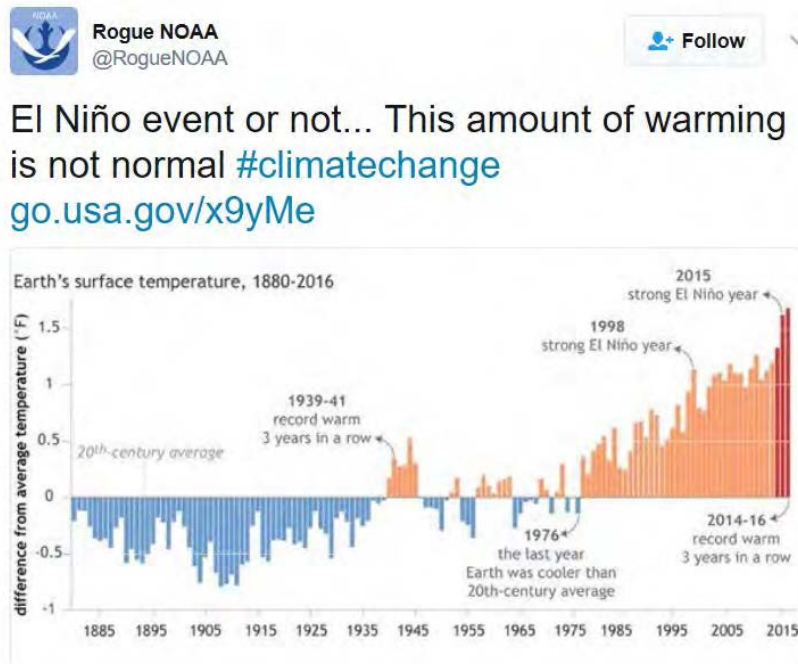 NOAA
Rogue NOAA
@RogueNOAA
Follow
El Niño event or not... This amount of warming
is not normal #climatechange
go.usa.gov/x9yMe
Earth's surface temperature, 1880-2016
difference from average temperature (°F)
1.5
1
0.5
0
-0.5
-1
20th-century average
1939-41
record warm
3 years in a row
1998
strong El Niño year
2015
strong El Niño year
1976
the last year
Earth was cooler than
20th-century average
2014-16
record warm
3 years in a row
1885 1895 1905 1915 1925 1935 1945 1955 1965 1975 1985 1995 2005 2015